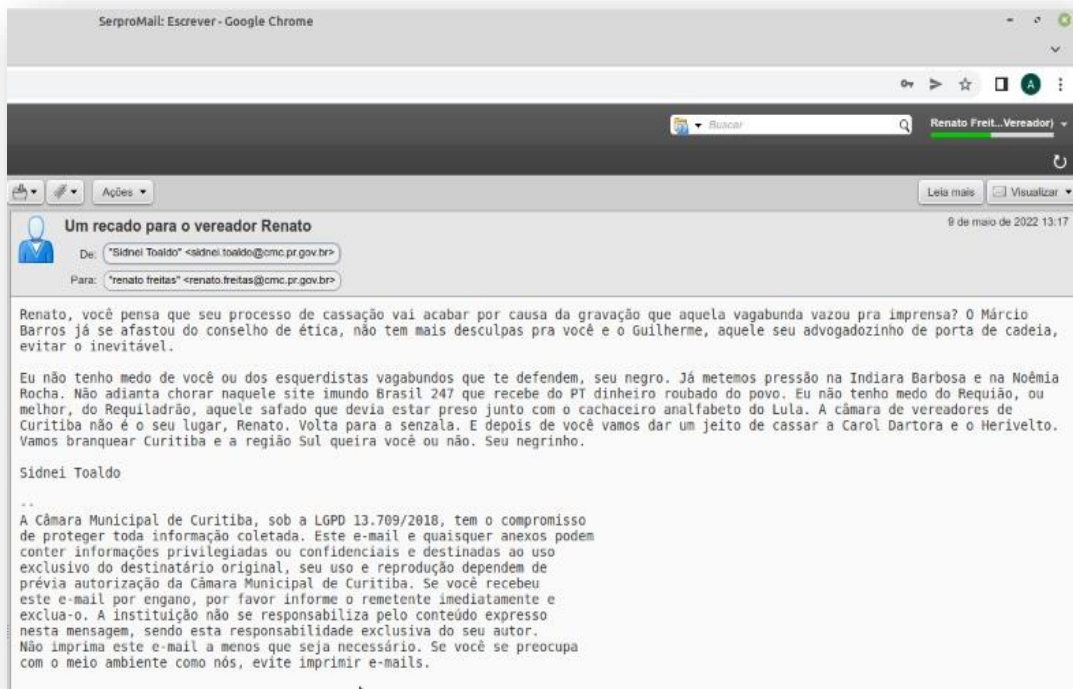 SerproMail: Escrever - Google Chrome
A
Buscar
Renato Freit...Vereador)
Ações
Leia mais
Visualizar
Um recado para o vereador Renato
9 de maio de 2022 13:17
De: "Sidnei Toaldo" <sidnei.toaldo@cmc.pr.gov.br>
Para: "renato freitas" <renato.freitas@cmc.pr.gov.br>
Renato, você pensa que seu processo de cassação vai acabar por causa da gravação que aquela vagabunda vazou pra imprensa? O Márcio
Barros já se afastou do conselho de ética, não tem mais desculpas pra você e o Guilherme, aquele seu advogadozinho de porta de cadeia,
evitar o inevitável.
Eu não tenho medo de você ou dos esquerdistas vagabundos que te defendem, seu negro. Já metemos pressão na Indiara Barbosa e na Noêmia
Rocha. Não adianta chorar naquele site imundo Brasil 247 que recebe do PT dinheiro roubado do povo. Eu não tenho medo do Requião, ou
melhor, do Requiladrão, aquele safado que devia estar preso junto com o cachaceiro analfabeto do Lula. A câmara de vereadores de
Curitiba não é o seu lugar, Renato. Volta para a senzala. E depois de você vamos dar um jeito de cassar a Carol Dartora e o Herivelto.
Vamos branquear Curitiba e a região Sul queira você ou não. Seu negrinho.
Sidnei Toaldo
--
A Câmara Municipal de Curitiba, sob a LGPD 13.709/2018, tem o compromisso
de proteger toda informação coletada. Este e-mail e quaisquer anexos podem
conter informações privilegiadas ou confidenciais e destinadas ao uso
exclusivo do destinatário original, seu uso e reprodução dependem de
prévia autorização da Câmara Municipal de Curitiba. Se você recebeu
este e-mail por engano, por favor informe o remetente imediatamente e
exclua-o. A instituição não se responsabiliza pelo conteúdo expresso
nesta mensagem, sendo esta responsabilidade exclusiva do seu autor.
Não imprima este e-mail a menos que seja necessário. Se você se preocupa
com o meio ambiente como nós, evite imprimir e-mails.